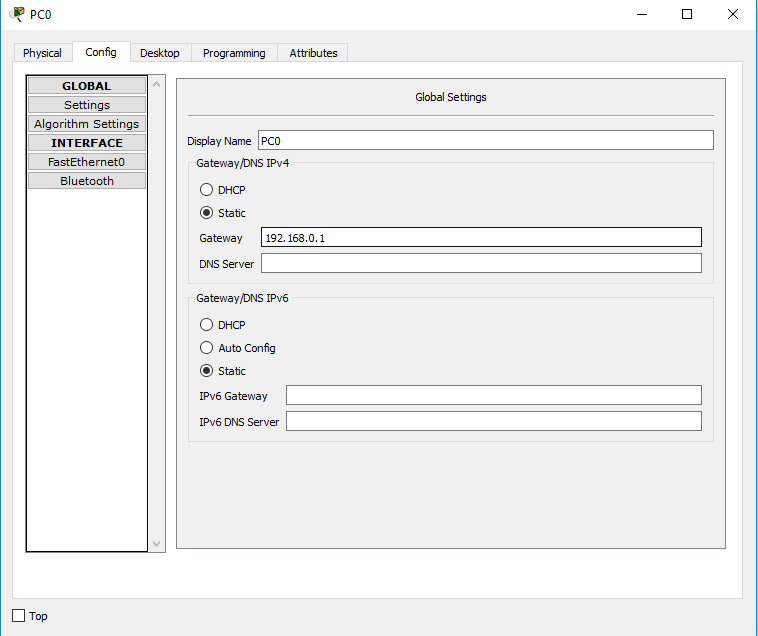 PC0
Physical Config Desktop Programming Attributes
GLOBAL
Settings
Algorithm Settings
INTERFACE
FastEthernet0
Bluetooth
Global Settings
Display Name PC0
Gateway/DNS IPv4
DHCP
Static
Gateway 192.168.0.1
DNS Server
Gateway/DNS IPv6
DHCP
Auto Config
Static
IPv6 Gateway
IPv6 DNS Server
Top